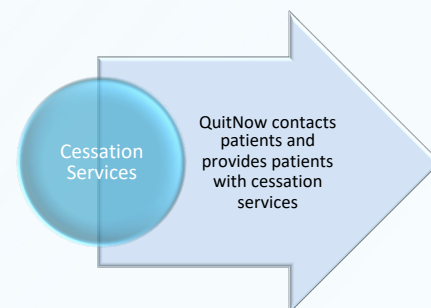 Cessation
Services
QuitNow contacts
patients and
provides patients
with cessation
services